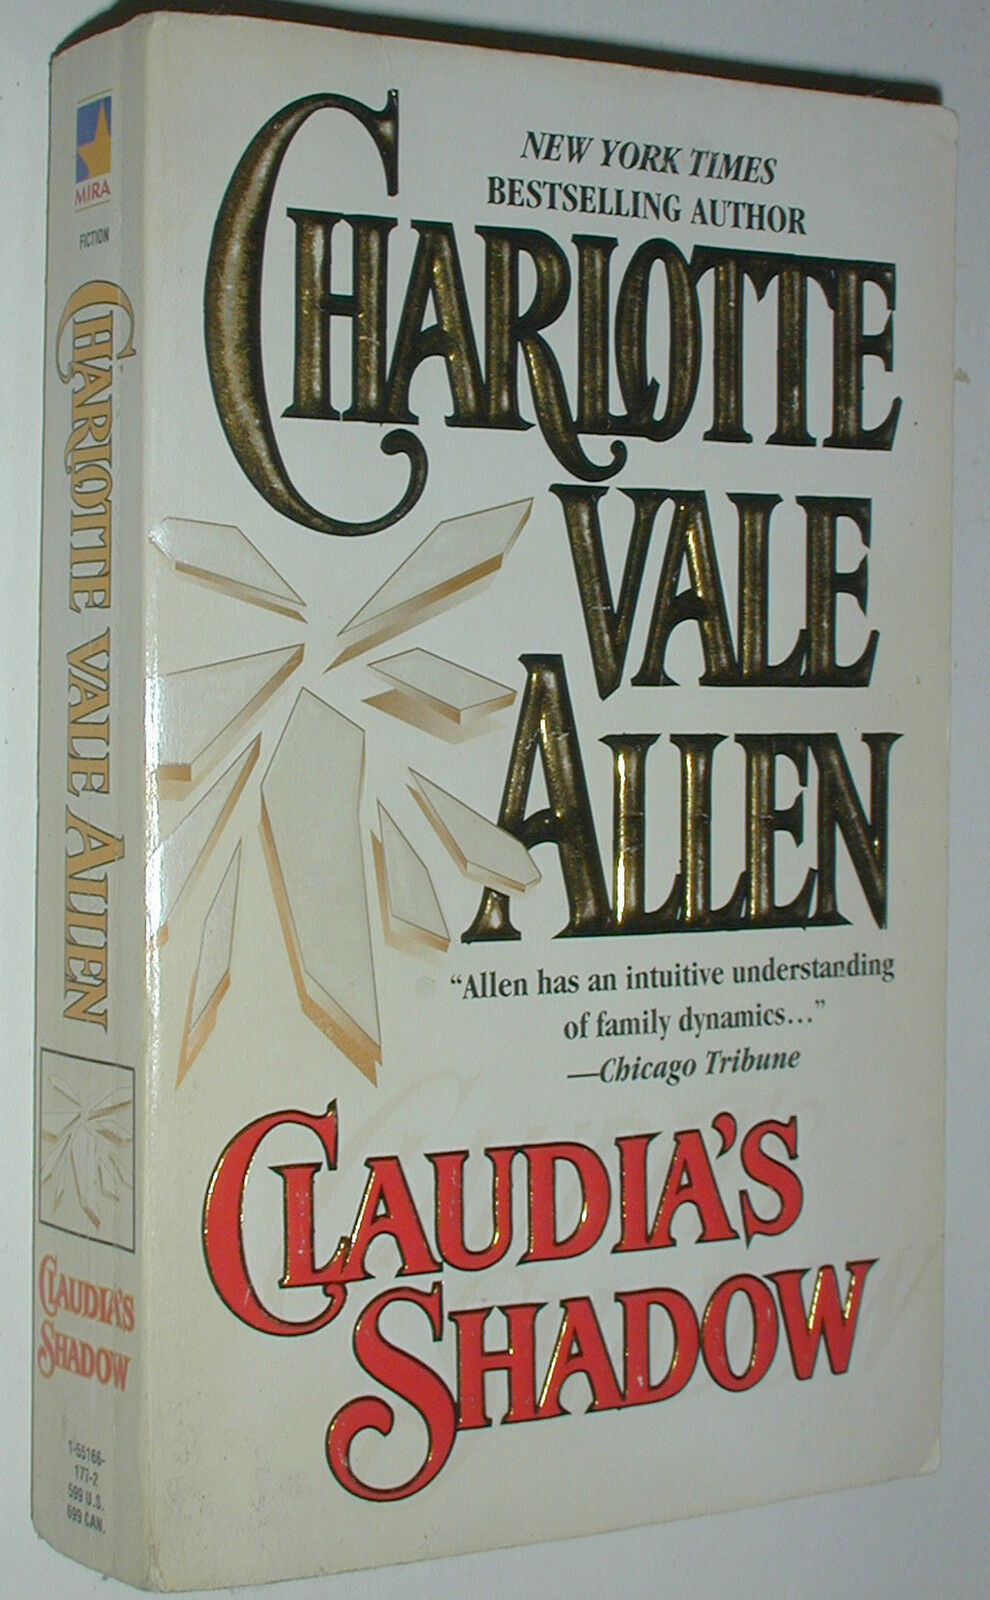 MIRA
FICTION
CHARLOTTE VALE ALLEN
CLAUDIA'S
SHADOW
1-55166-
177-2
599 U.S.
699 CAN.
NEW YORK TIMES
BESTSELLING AUTHOR
CHARLOTTE
VALE
ALLEN
“Allen has an intuitive understanding
of family dynamics...”
—Chicago Tribune
CLAUDIA'S
SHADOW